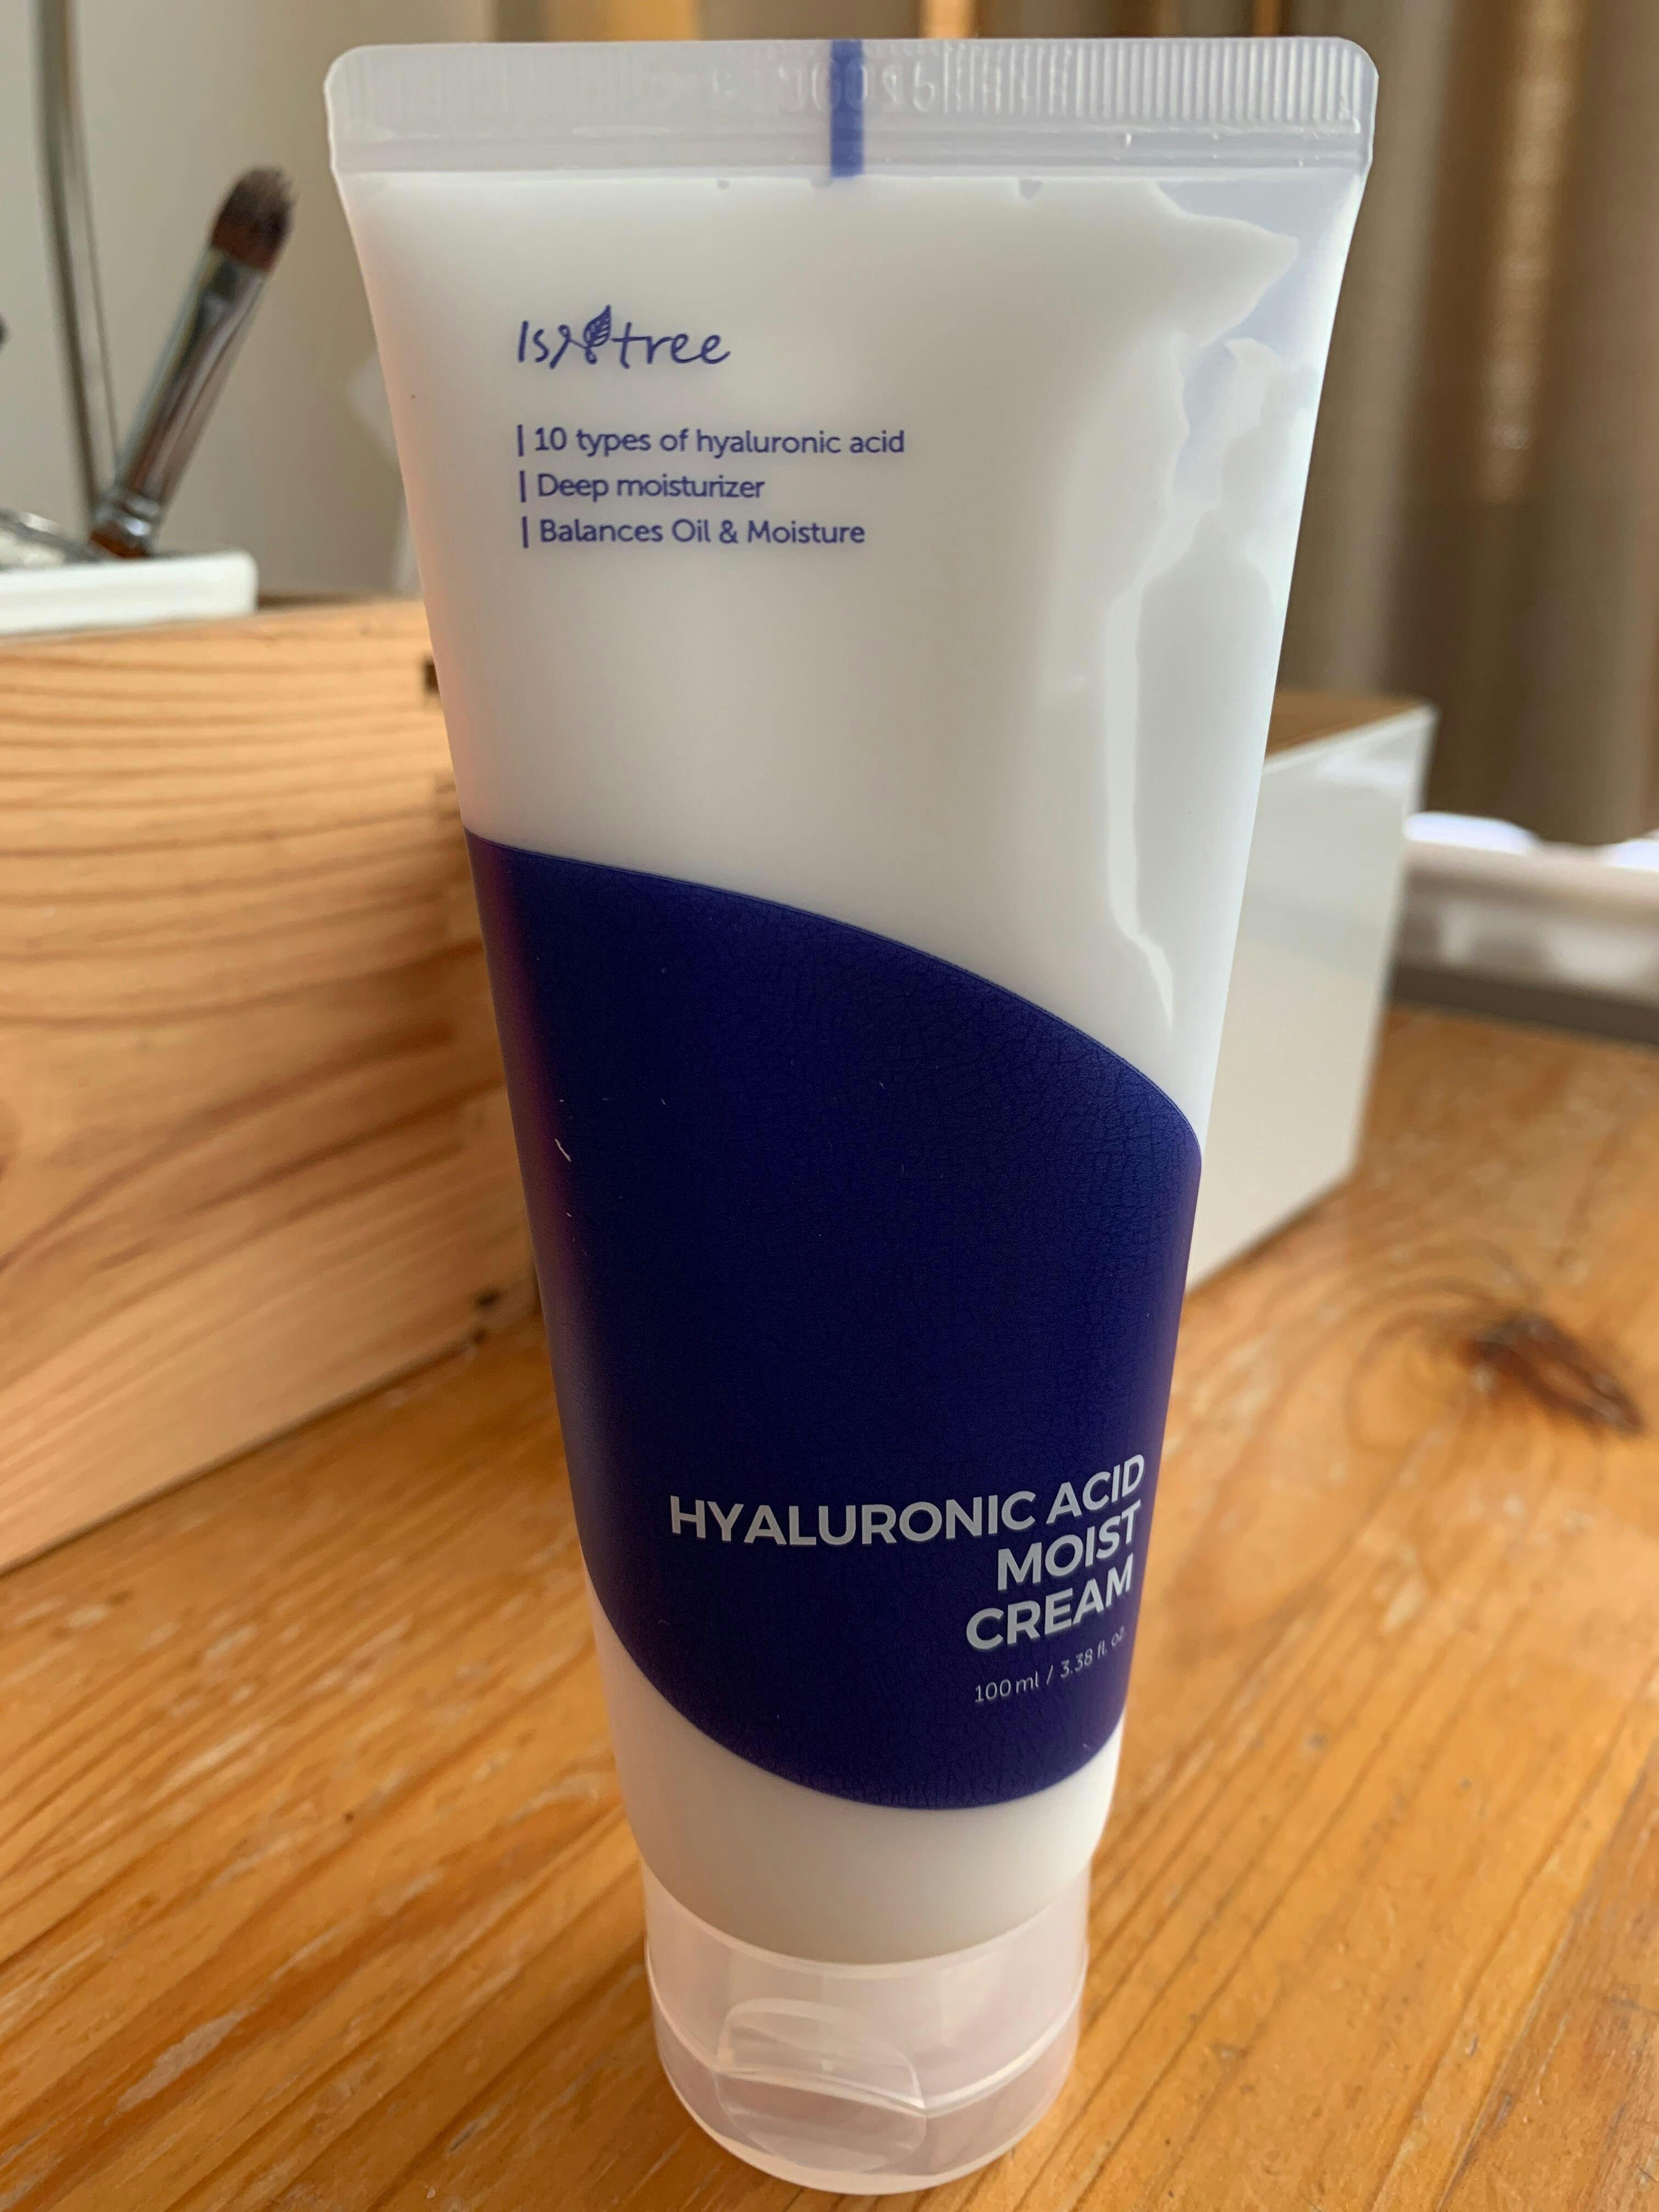 Isntree
10 types of hyaluronic acid
Deep moisturizer
Balances Oil & Moisture
HYALURONIC ACID
MOIST
CREAM
100 ml / 3.38 fl. oz.